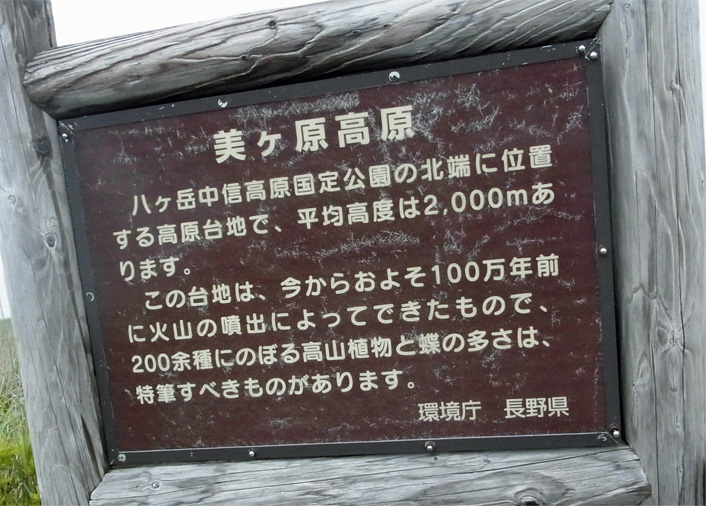 美ヶ原高原
八ヶ岳中信高原国定公園の北端に位置
する高原台地で、平均高度は2,000mあ
ります。
この台地は、今からおよそ100万年前
に火山の噴出によってできたもので、
200余種にのぼる高山植物と蝶の多さは、
特筆すべきものがあります。
環境庁　長野県